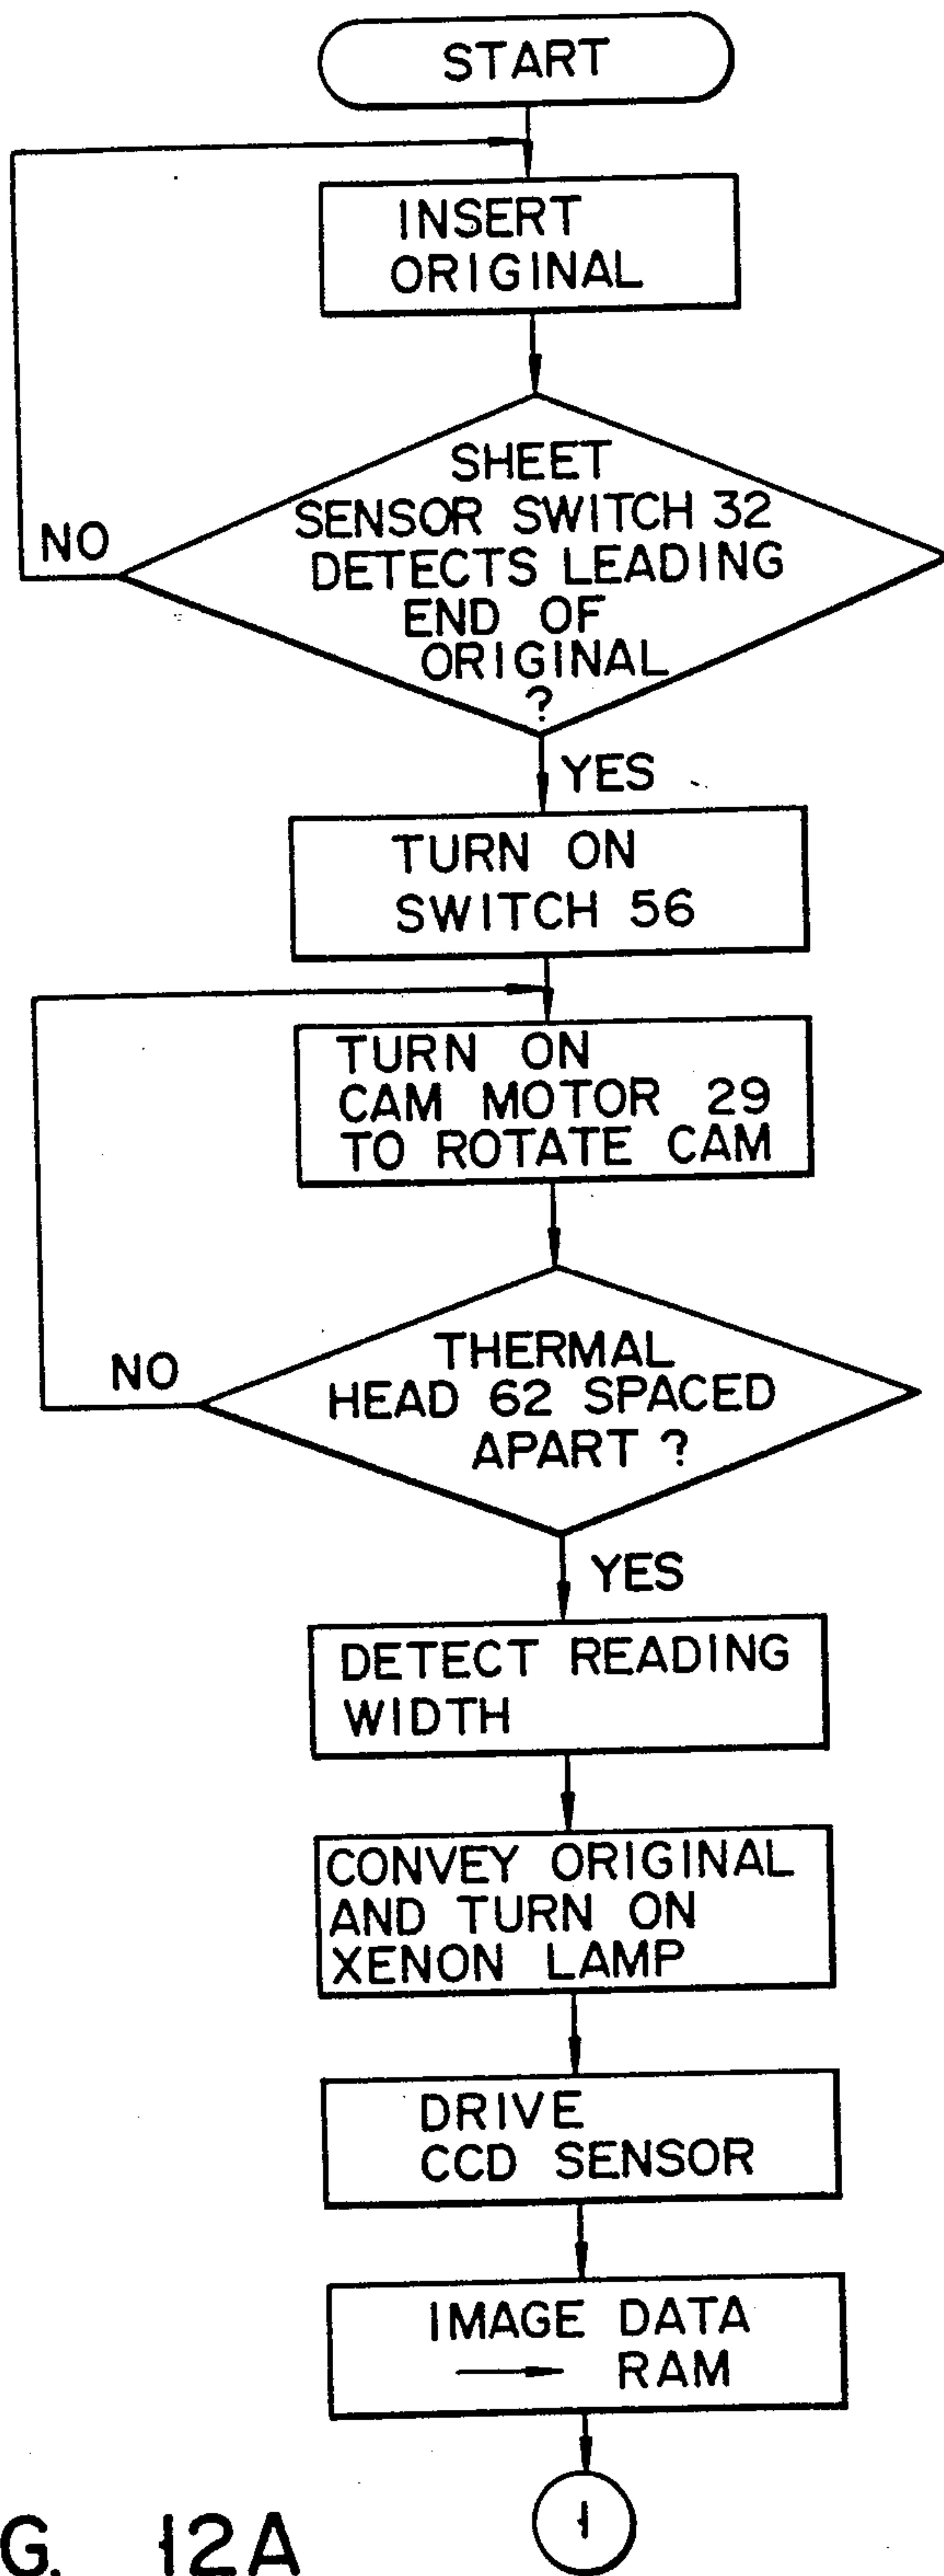 START
INSERT
ORIGINAL
SHEET
SENSOR SWITCH 32
DETECTS LEADING
END OF
ORIGINAL
?
NO
YES
TURN ON
SWITCH 56
TURN ON
CAM MOTOR 29
TO ROTATE CAM
THERMAL
HEAD 62 SPACED
APART ?
NO
YES
DETECT READING
WIDTH
CONVEY ORIGINAL
AND TURN ON
XENON LAMP
DRIVE
CCD SENSOR
IMAGE DATA
→ RAM
1
G. 12A